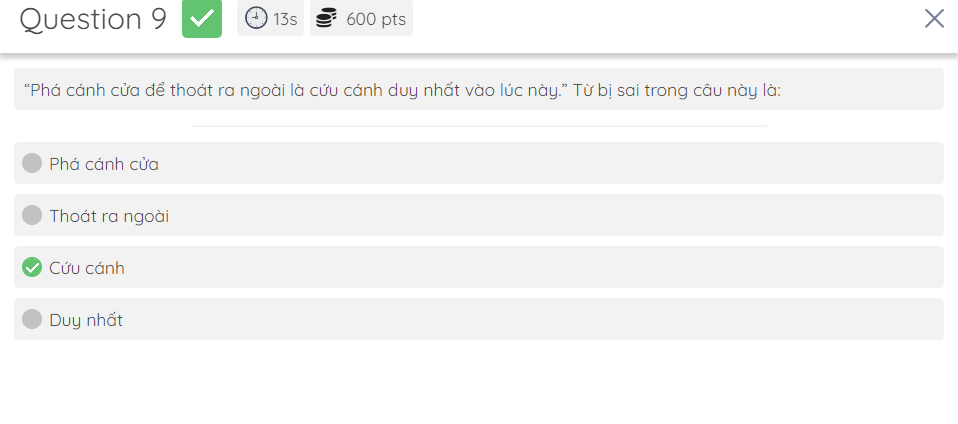 Question 9
13s
600 pts
“Phá cánh cửa để thoát ra ngoài là cứu cánh duy nhất vào lúc này.” Từ bị sai trong câu này là:
Phá cánh cửa
Thoát ra ngoài
Cứu cánh
Duy nhất